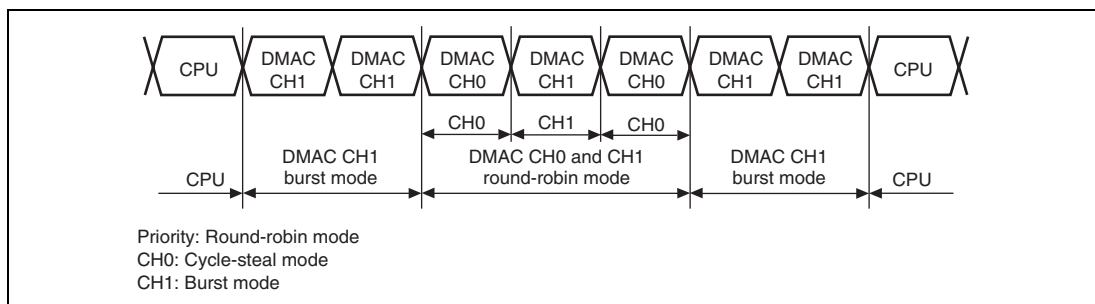 CPU DMAC CH1 DMAC CH1 DMAC CH0 DMAC CH1 DMAC CH0 DMAC CH1 DMAC CH1 CPU
CH0 CH1 CH0
CPU DMAC CH1 burst mode DMAC CH0 and CH1 round-robin mode DMAC CH1 burst mode CPU
Priority: Round-robin mode
CH0: Cycle-steal mode
CH1: Burst mode